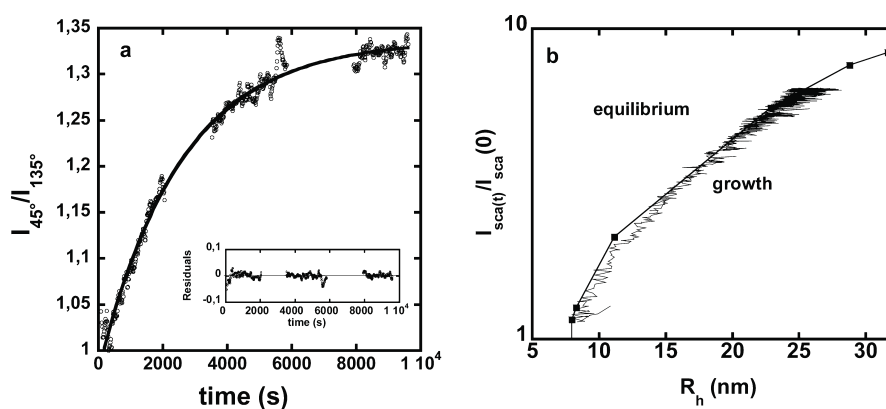 a
1,35
1,3
1,25
1,2
1,15
1,1
1,05
1
I45°/I135°
0 2000 4000 6000 8000 1 10^4
time (s)
0,1
0
-0,1
Residuals
0 2000 4000 6000 8000 1 10^4
time (s)
b
10
1
Isca(t)/Isca(0)
equilibrium
growth
5 10 15 20 25 30
Rh (nm)